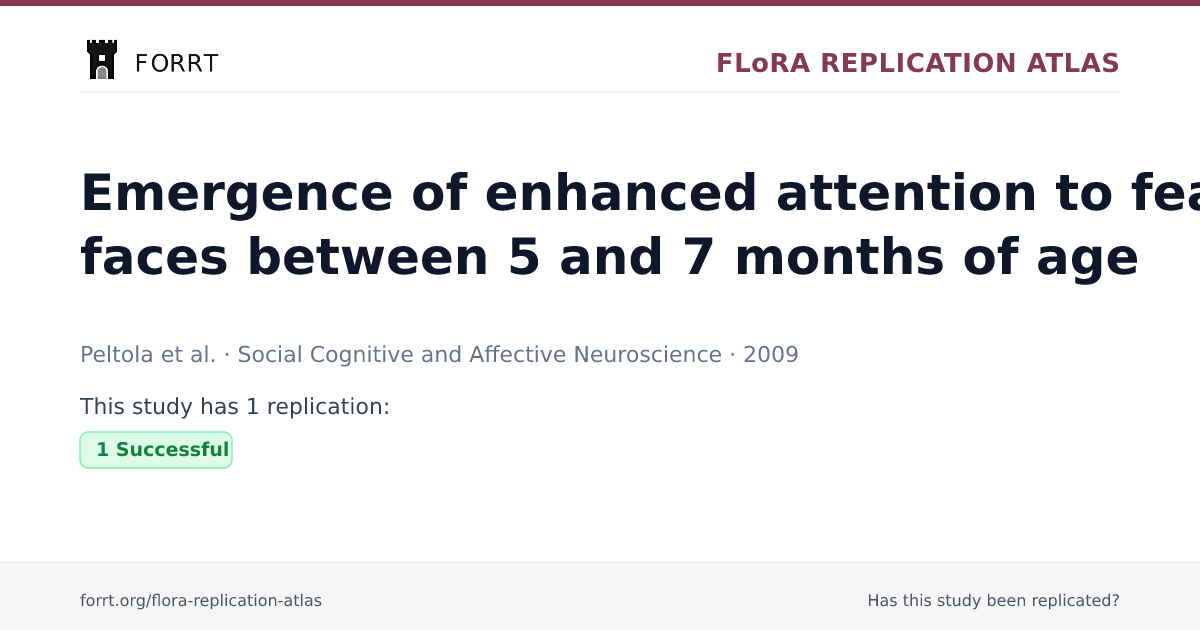 FORRT
FLoRA REPLICATION ATLAS
Emergence of enhanced attention to
faces between 5 and 7 months of age
Peltola et al. · Social Cognitive and Affective Neuroscience · 2009
This study has 1 replication:
1 Successful
forrt.org/flora-replication-atlas
Has this study been replicated?